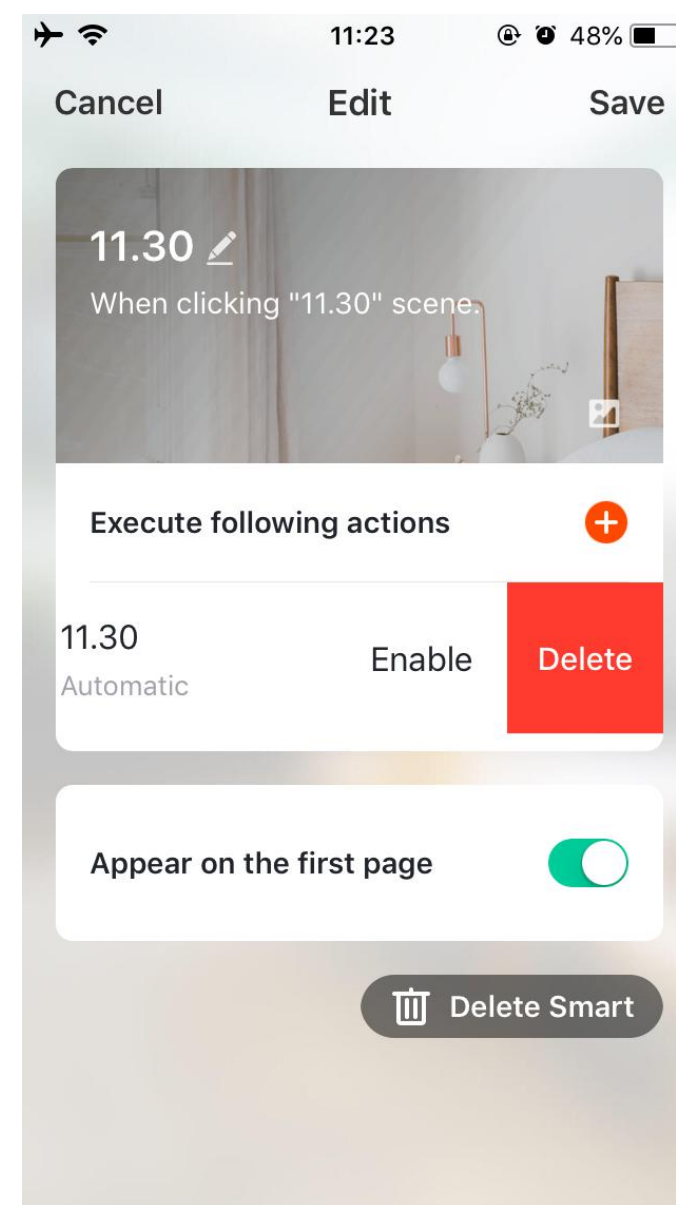 11:23
48%
Cancel
Edit
Save
11.30
When clicking "11.30" scene.
Execute following actions
11.30
Automatic
Enable
Delete
Appear on the first page
Delete Smart